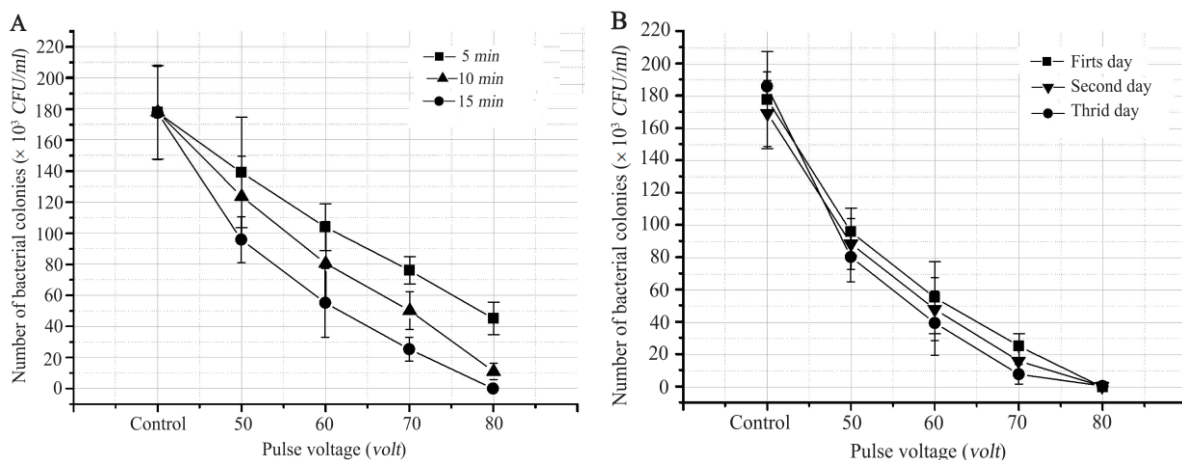 A
Number of bacterial colonies (× 10³ CFU/ml)
220
200
180
160
140
120
100
80
60
40
20
0
5 min
10 min
15 min
Control 50 60 70 80
Pulse voltage (volt)
B
Number of bacterial colonies (× 10³ CFU/ml)
220
200
180
160
140
120
100
80
60
40
20
0
Firts day
Second day
Thrid day
Control 50 60 70 80
Pulse voltage (volt)